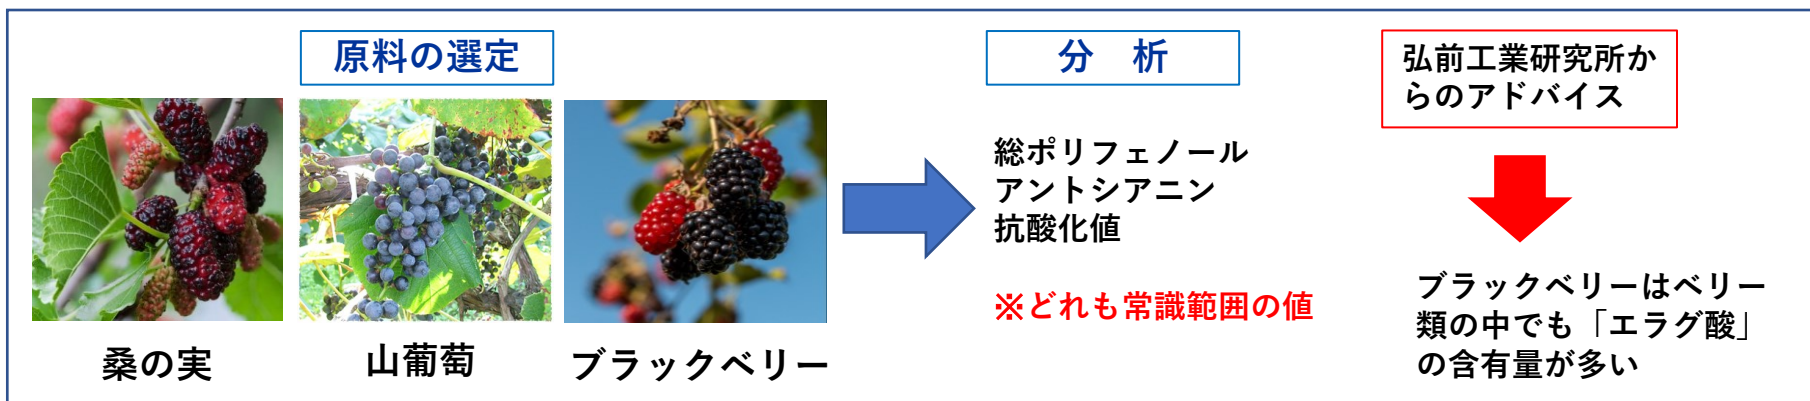 原料の選定
桑の実
山葡萄
ブラックベリー
分　析
総ポリフェノール
アントシアニン
抗酸化値
※どれも常識範囲の値
弘前工業研究所か
らのアドバイス
ブラックベリーはベリー
類の中でも「エラグ酸」
の含有量が多い